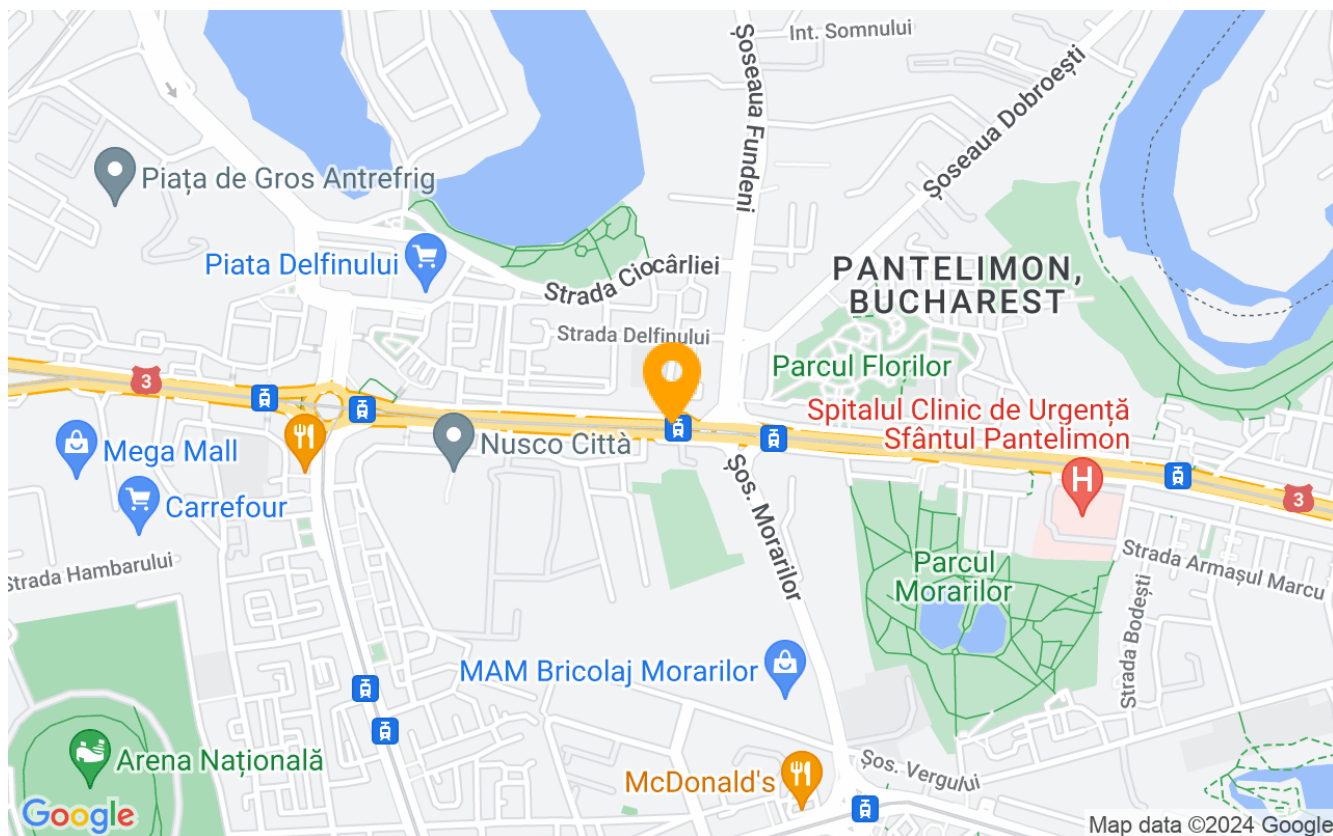 Int. Somnului
Șoseaua Fundeni
Șoseaua Dobroești
Piața de Gros Antrefrig
Piata Delfinului
Strada Ciocârliei
PANTELIMON,
BUCHAREST
Strada Delfinului
Parcul Florilor
3
Spitalul Clinic de Urgență
Sfântul Pantelimon
Mega Mall
Nusco Città
H
3
Carrefour
Șos. Morarilor
Strada Hambarului
Parcul
Morarilor
Strada Armașul Marcu
Strada Bodești
MAM Bricolaj Morarilor
Arena Națională
McDonald's
Șos. Vergului
Google
Map data ©2024 Google